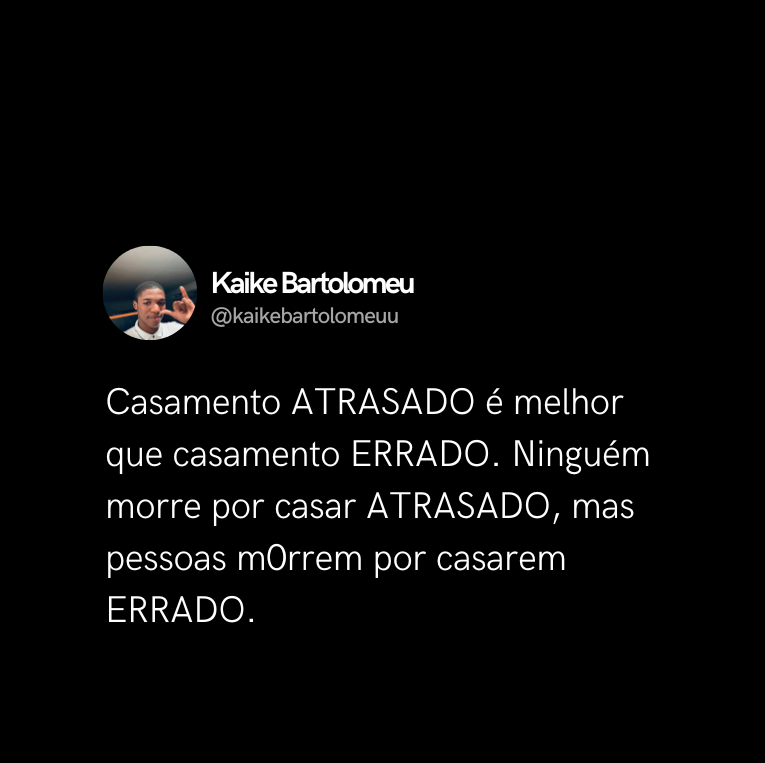 Kaike Bartolomeu
@kaikebartolomeuu
Casamento ATRASADO é melhor
que casamento ERRADO. Ninguém
morre por casar ATRASADO, mas
pessoas m0rrem por casarem
ERRADO.